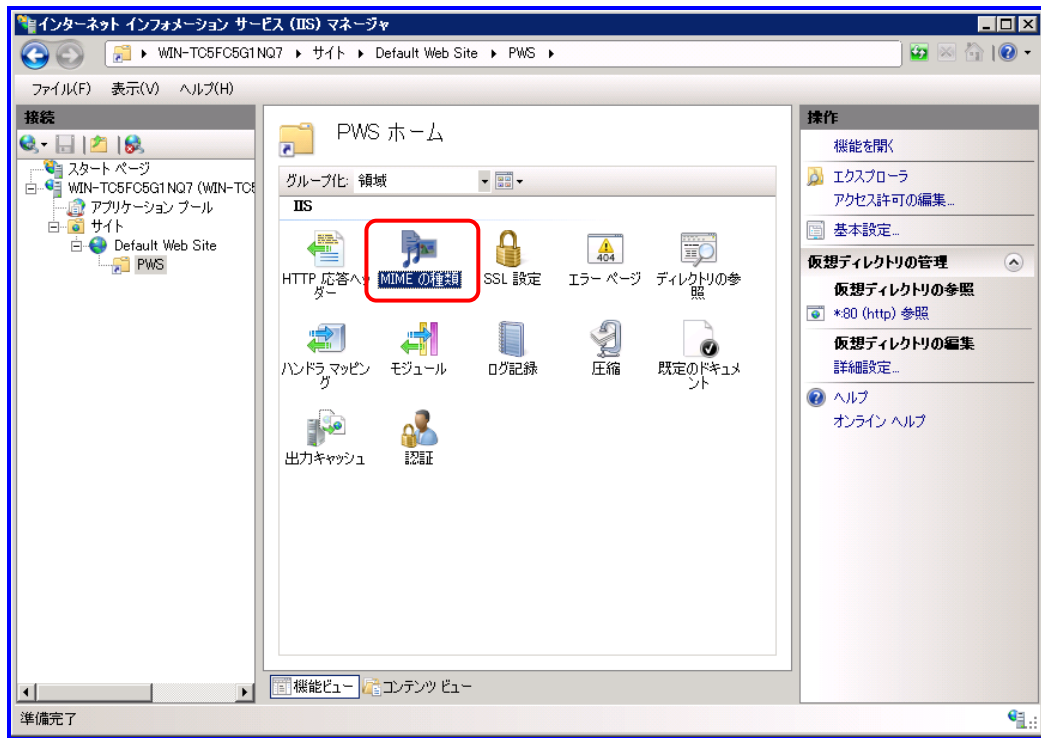 インターネット インフォメーション サービス (IIS) マネージャ
WIN-TC5FC5G1NQ7 サイト Default Web Site PWS
ファイル(F) 表示(V) ヘルプ(H)
接続
スタート ページ
WIN-TC5FC5G1NQ7 (WIN-TC5
アプリケーション プール
サイト
Default Web Site
PWS
PWS ホーム
グループ化: 領域
IIS
HTTP 応答ヘッ
ダー
MIME の種類
SSL 設定
404
エラー ページ
ディレクトリの参
照
ハンドラ マッピン
グ
モジュール
ログ記録
圧縮
既定のドキュメ
ント
出力キャッシュ
認証
機能ビュー
コンテンツ ビュー
操作
機能を開く
エクスプローラ
アクセス許可の編集...
基本設定...
仮想ディレクトリの管理
仮想ディレクトリの参照
*:80 (http) 参照
仮想ディレクトリの編集
詳細設定...
ヘルプ
オンライン ヘルプ
準備完了